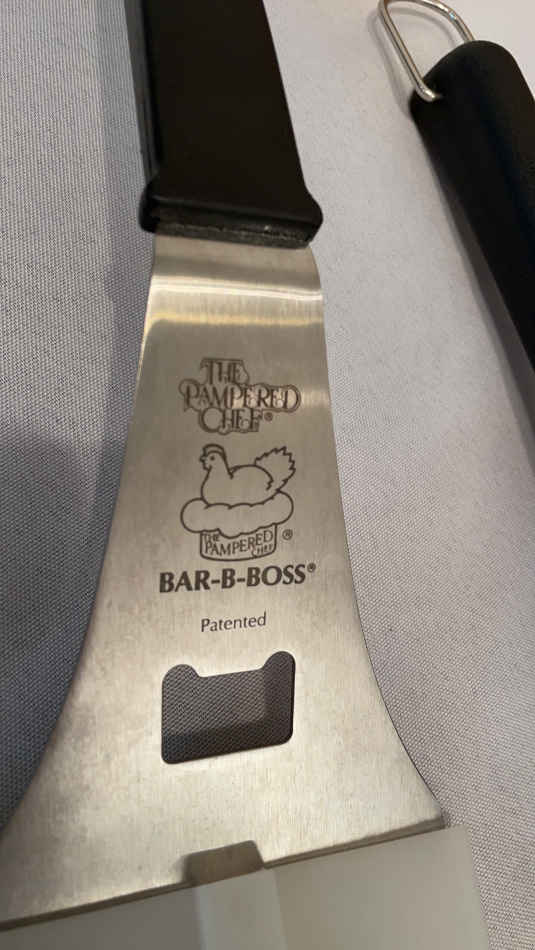 THE
PAMPERED
CHEF®
THE
PAMPERED
CHEF ®
BAR-B-BOSS®
Patented